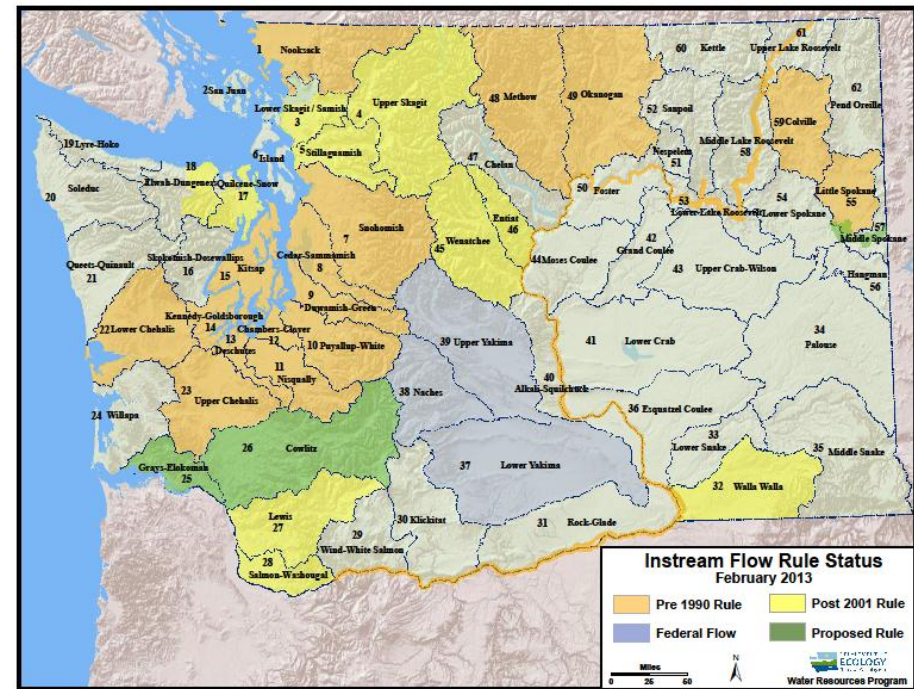 1 Nooksack
2 San Juan
Lower Skagit / Samish
3
4 Upper Skagit
5 Stillaguamish
6 Island
7 Snohomish
Cedar-Sammamish
8
9
Duwamish-Green
10 Puyallup-White
11
Nisqually
Chambers-Clover
12
13
Deschutes
Kennedy-Goldsborough
14
15 Kitsap
Skokomish-Dosewallips
16
Quilcene-Snow
17
18
Elwah-Dungeness
19 Lyre-Hoko
20 Soleduc
Queets-Quinault
21
22 Lower Chehalis
23
Upper Chehalis
24 Willapa
Grays-Elokoman
25
26 Cowlitz
Lewis
27
28
Salmon-Washougal
29
Wind-White Salmon
30 Klickitat
31 Rock-Glade
32 Walla Walla
33
Lower Snake
34
Palouse
35 Middle Snake
36 Esquatzel Coulee
37 Lower Yakima
38 Naches
39 Upper Yakima
40
Alkali-Squilchuck
41 Lower Crab
42
Grand Coulee
43 Upper Crab-Wilson
44 Moses Coulee
45 Wenatchee
Entiat
46
47
Chelan
48 Methow
49 Okanogan
50 Foster
Nespelem
51
52 Sanpoil
53
Lower Lake Roosevelt
54
Lower Spokane
Little Spokane
55
Hangman
56
57
Middle Spokane
Middle Lake Roosevelt
58
59 Colville
60 Kettle
61
Upper Lake Roosevelt
62
Pend Oreille
Instream Flow Rule Status
February 2013
Pre 1990 Rule
Post 2001 Rule
Federal Flow
Proposed Rule
Miles
0 25 50
N
ECOLOGY
Water Resources Program